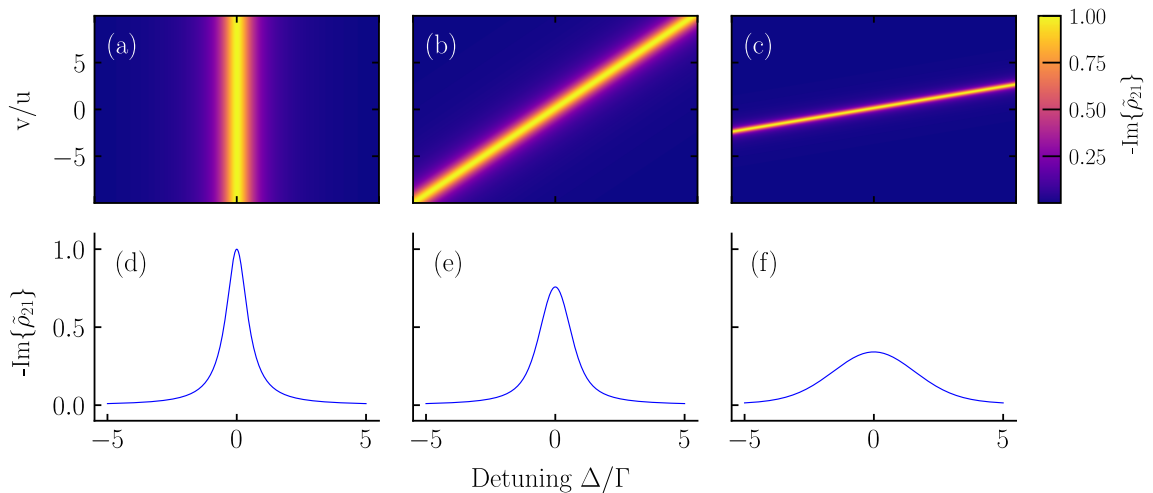 (a) (b) (c)
v/u
5
0
−5
1.00
0.75
0.50
0.25
-Im{ρ̃₂₁}
(d) (e) (f)
-Im{ρ̃₂₁}
1.0
0.5
0.0
−5 0 5 −5 0 5 −5 0 5
Detuning Δ/Γ